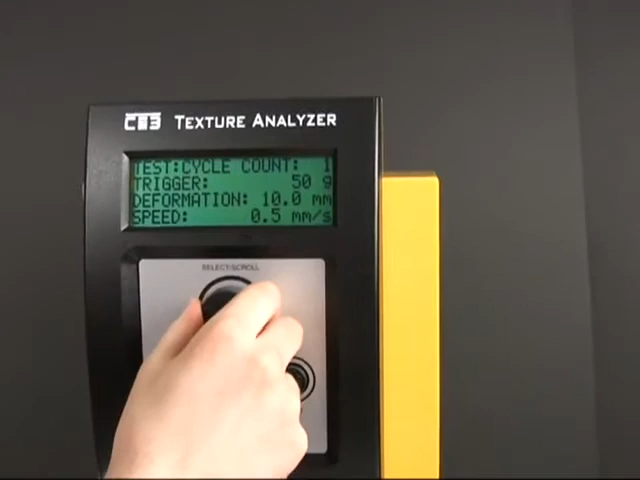 CT3 TEXTURE ANALYZER
TEST:CYCLE COUNT: 1
TRIGGER: 50 g
DEFORMATION: 10.0 mm
SPEED: 0.5 mm/s
SELECT/SCROLL